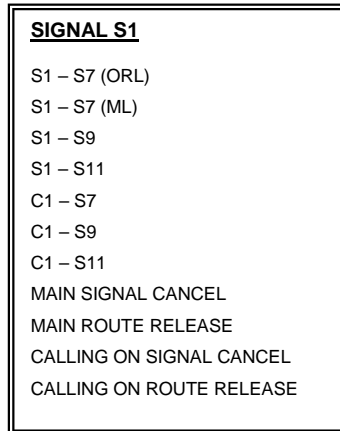 SIGNAL S1
S1 – S7 (ORL)
S1 – S7 (ML)
S1 – S9
S1 – S11
C1 – S7
C1 – S9
C1 – S11
MAIN SIGNAL CANCEL
MAIN ROUTE RELEASE
CALLING ON SIGNAL CANCEL
CALLING ON ROUTE RELEASE